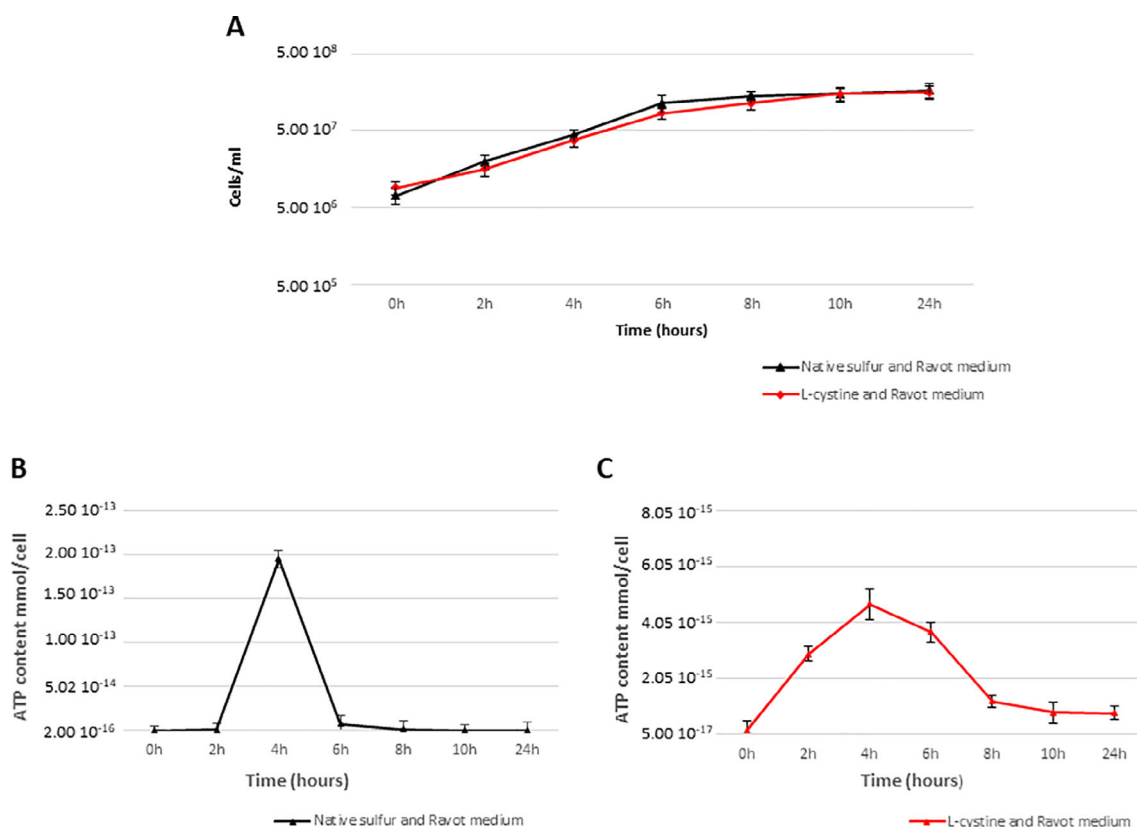 A
5.00 10⁸
5.00 10⁷
5.00 10⁶
5.00 10⁵
Cells/ml
0h 2h 4h 6h 8h 10h 24h
Time (hours)
Native sulfur and Ravot medium
L-cystine and Ravot medium
B
2.50 10⁻¹³
2.00 10⁻¹³
1.50 10⁻¹³
1.00 10⁻¹³
5.02 10⁻¹⁴
2.00 10⁻¹⁶
ATP content mmol/cell
0h 2h 4h 6h 8h 10h 24h
Time (hours)
Native sulfur and Ravot medium
C
8.05 10⁻¹⁵
6.05 10⁻¹⁵
4.05 10⁻¹⁵
2.05 10⁻¹⁵
5.00 10⁻¹⁷
ATP content mmol/cell
0h 2h 4h 6h 8h 10h 24h
Time (hours)
L-cystine and Ravot medium